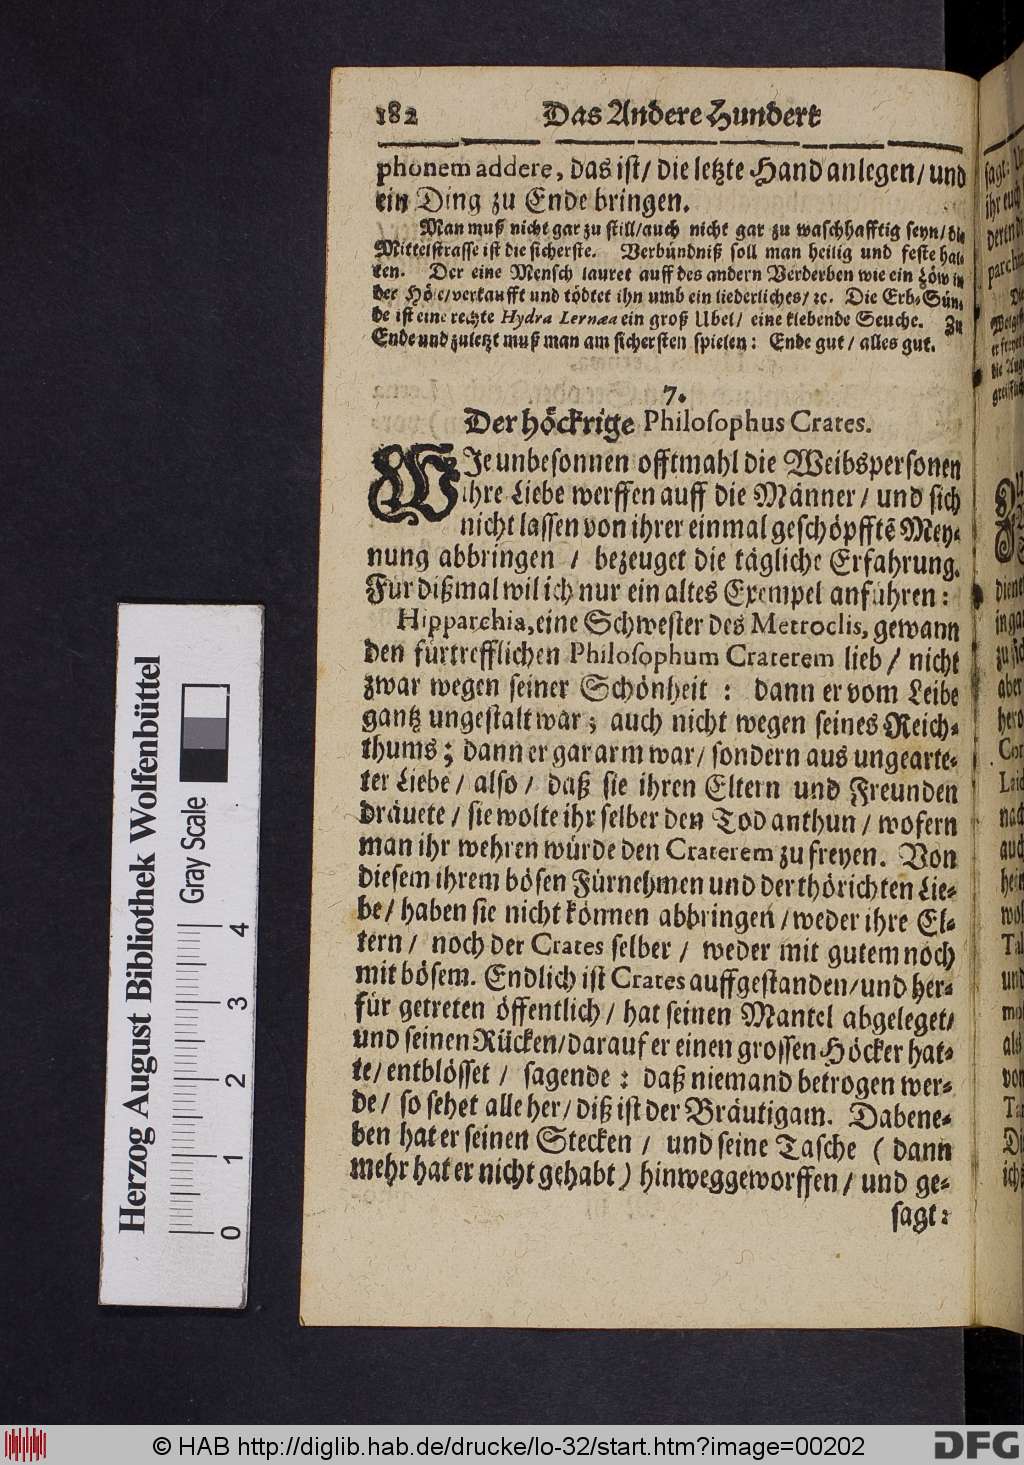 182 Das Andere Hundert
phonem addere, das ist/ die letzte Hand anlegen/ und
ein Ding zu Ende bringen.
Man muß nicht gar zu still/ auch nicht gar zu waschhafftig seyn/ die
Mittelstrasse ist die sicherste. Verbündniß soll man heilig und feste hal-
ten. Der eine Mensch lauret auff des andern Verderben wie ein Löw in
der Höle/ verkaufft und tödtet ihn umb ein liederliches/ ꝛc. Die Erb-Sün-
de ist eine rechte Hydra Lernæa ein groß Ubel/ eine klebende Seuche. Zu
Ende und zuletzt muß man am sichersten spielen: Ende gut/ alles gut.
7.
Der höckrige Philosophus Crates.
WJe unbesonnen offtmahl die Weibspersonen
ihre Liebe werffen auff die Männer/ und sich
nicht lassen von ihrer einmal geschöpfftẽ Mey-
nung abbringen / bezeuget die tägliche Erfahrung.
Für dißmal wil ich nur ein altes Exempel anführen:
Hipparchia, eine Schwester des Metroclis, gewann
den fürtrefflichen Philosophum Craterem lieb/ nicht
zwar wegen seiner Schönheit : dann er vom Leibe
gantz ungestalt war; auch nicht wegen seines Reich-
thums; dann er gar arm war/ sondern aus ungearte-
ter Liebe/ also/ daß sie ihren Eltern und Freunden
dräuete/ sie wolte ihr selber den Tod anthun/ wofern
man ihr wehren würde den Craterem zu freyen. Von
diesem ihrem bösen Fürnehmen und der thörichten Lie-
be/ haben sie nicht können abbringen/ weder ihre El-
tern/ noch der Crates selber/ weder mit gutem noch
mit bösem. Endlich ist Crates auffgestanden/ und her-
für getreten öffentlich/ hat seinen Mantel abgeleget/
und seinen Rücken/ darauf er einen grossen Höcker hat-
te/ entblösset/ sagende: daß niemand betrogen wer-
de/ so sehet alle her/ diß ist der Bräutigam. Dabene-
ben hat er seinen Stecken/ und seine Tasche (dann
mehr hat er nicht gehabt) hinweggeworffen/ und ge-
sagt:
Herzog August Bibliothek Wolfenbüttel
Gray Scale
0 1 2 3 4
© HAB http://diglib.hab.de/drucke/lo-32/start.htm?image=00202
DFG